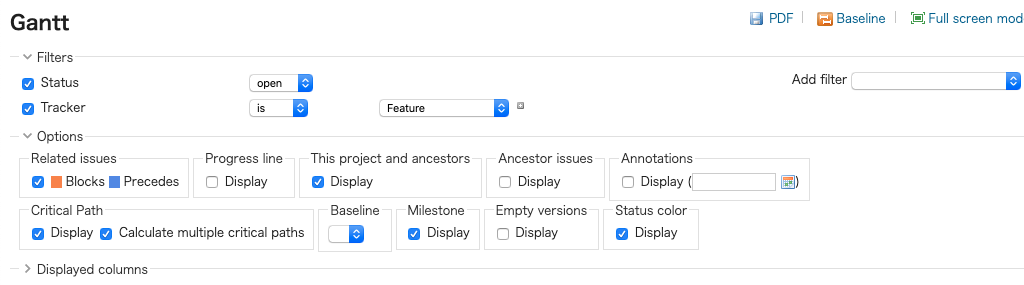 Gantt
PDF Baseline Full screen mod
Filters
Status open Add filter
Tracker is Feature
Options
Related issues Progress line This project and ancestors Ancestor issues Annotations
Blocks Precedes Display Display Display Display ( )
Critical Path Baseline Milestone Empty versions Status color
Display Calculate multiple critical paths Display Display Display
Displayed columns